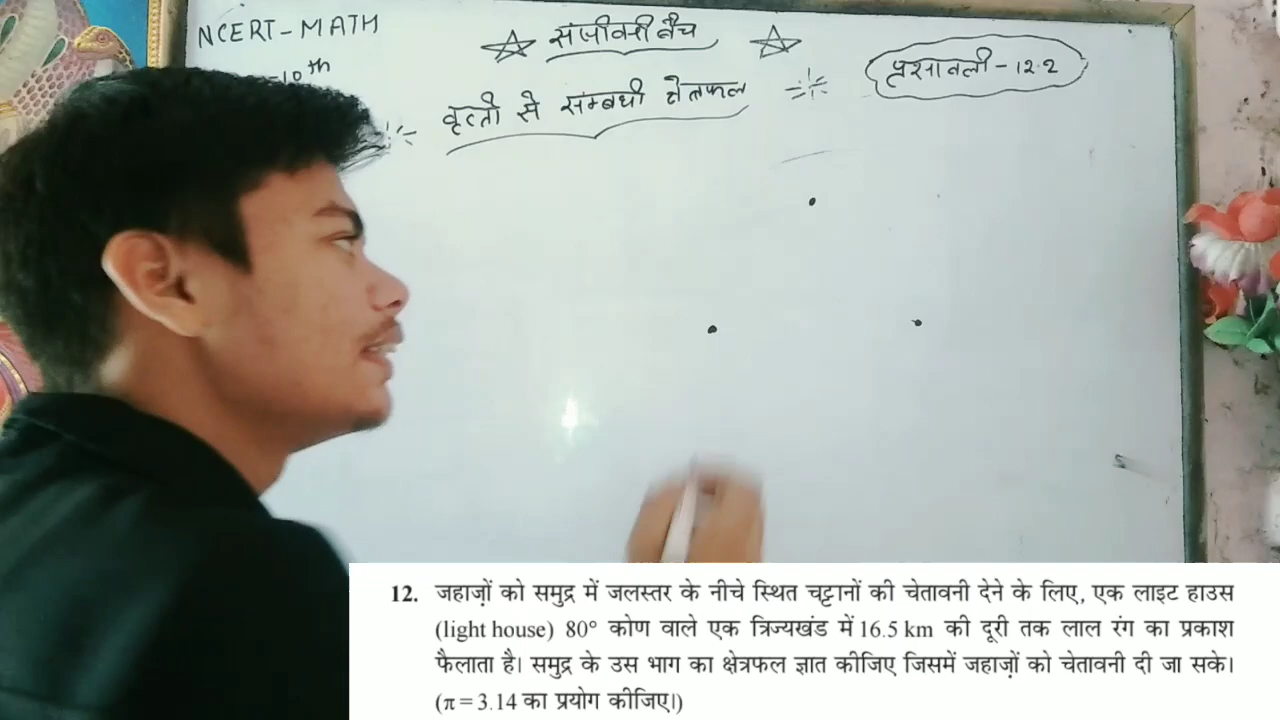 NCERT-MATH
संजीवनी बैच
-10th
वृत्तो से सम्बधी क्षेत्रफल
प्रसावली-12.2
12. जहाज़ों को समुद्र में जलस्तर के नीचे स्थित चट्टानों की चेतावनी देने के लिए, एक लाइट हाउस
(light house) 80° कोण वाले एक त्रिज्यखंड में 16.5 km की दूरी तक लाल रंग का प्रकाश
फैलाता है। समुद्र के उस भाग का क्षेत्रफल ज्ञात कीजिए जिसमें जहाज़ों को चेतावनी दी जा सके।
(π = 3.14 का प्रयोग कीजिए।)